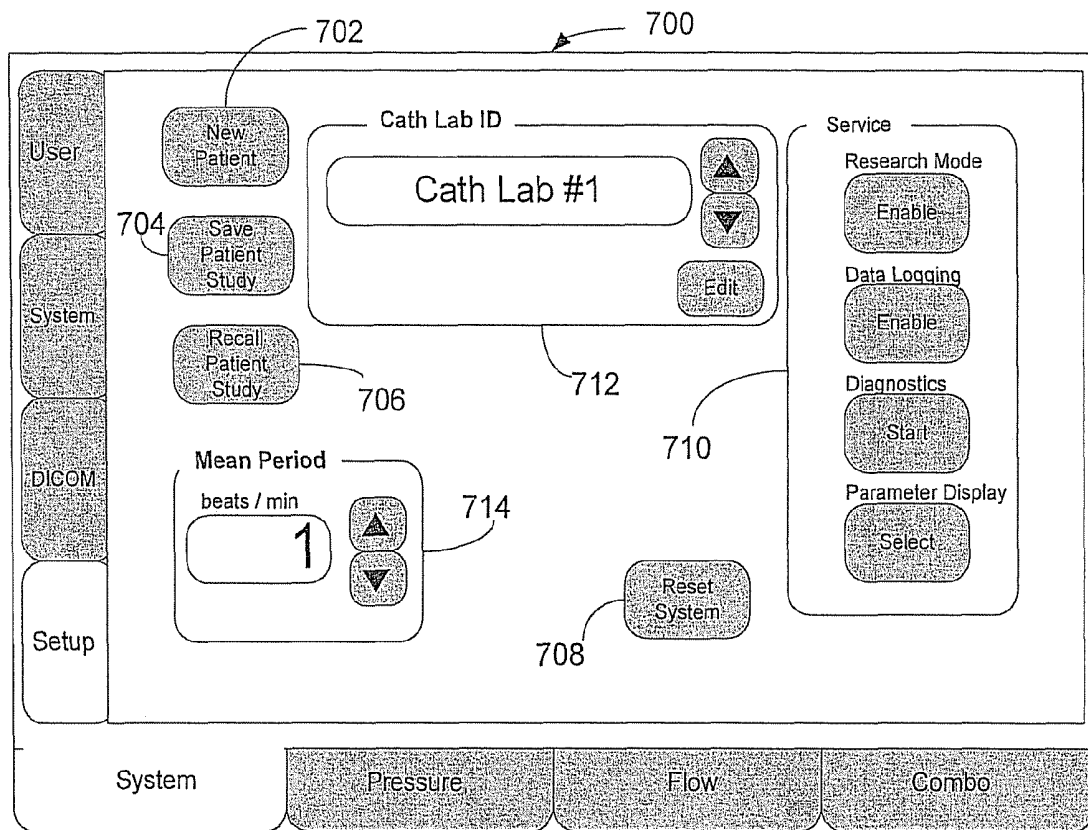 702
700
User
System
DICOM
Setup
New
Patient
704
Save
Patient
Study
Recall
Patient
Study
706
Cath Lab ID
Cath Lab #1
Edit
712
Service
Research Mode
Enable
Data Logging
Enable
Diagnostics
Start
Parameter Display
Select
710
Mean Period
beats / min
1
714
Reset
System
708
System
Pressure
Flow
Combo